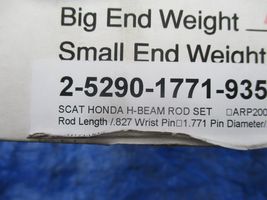 Big End Weight
Small End Weight
2-5290-1771-935
SCAT HONDA H-BEAM ROD SET □ARP200
Rod Length /.827 Wrist Pin□1.771 Pin Diameter/